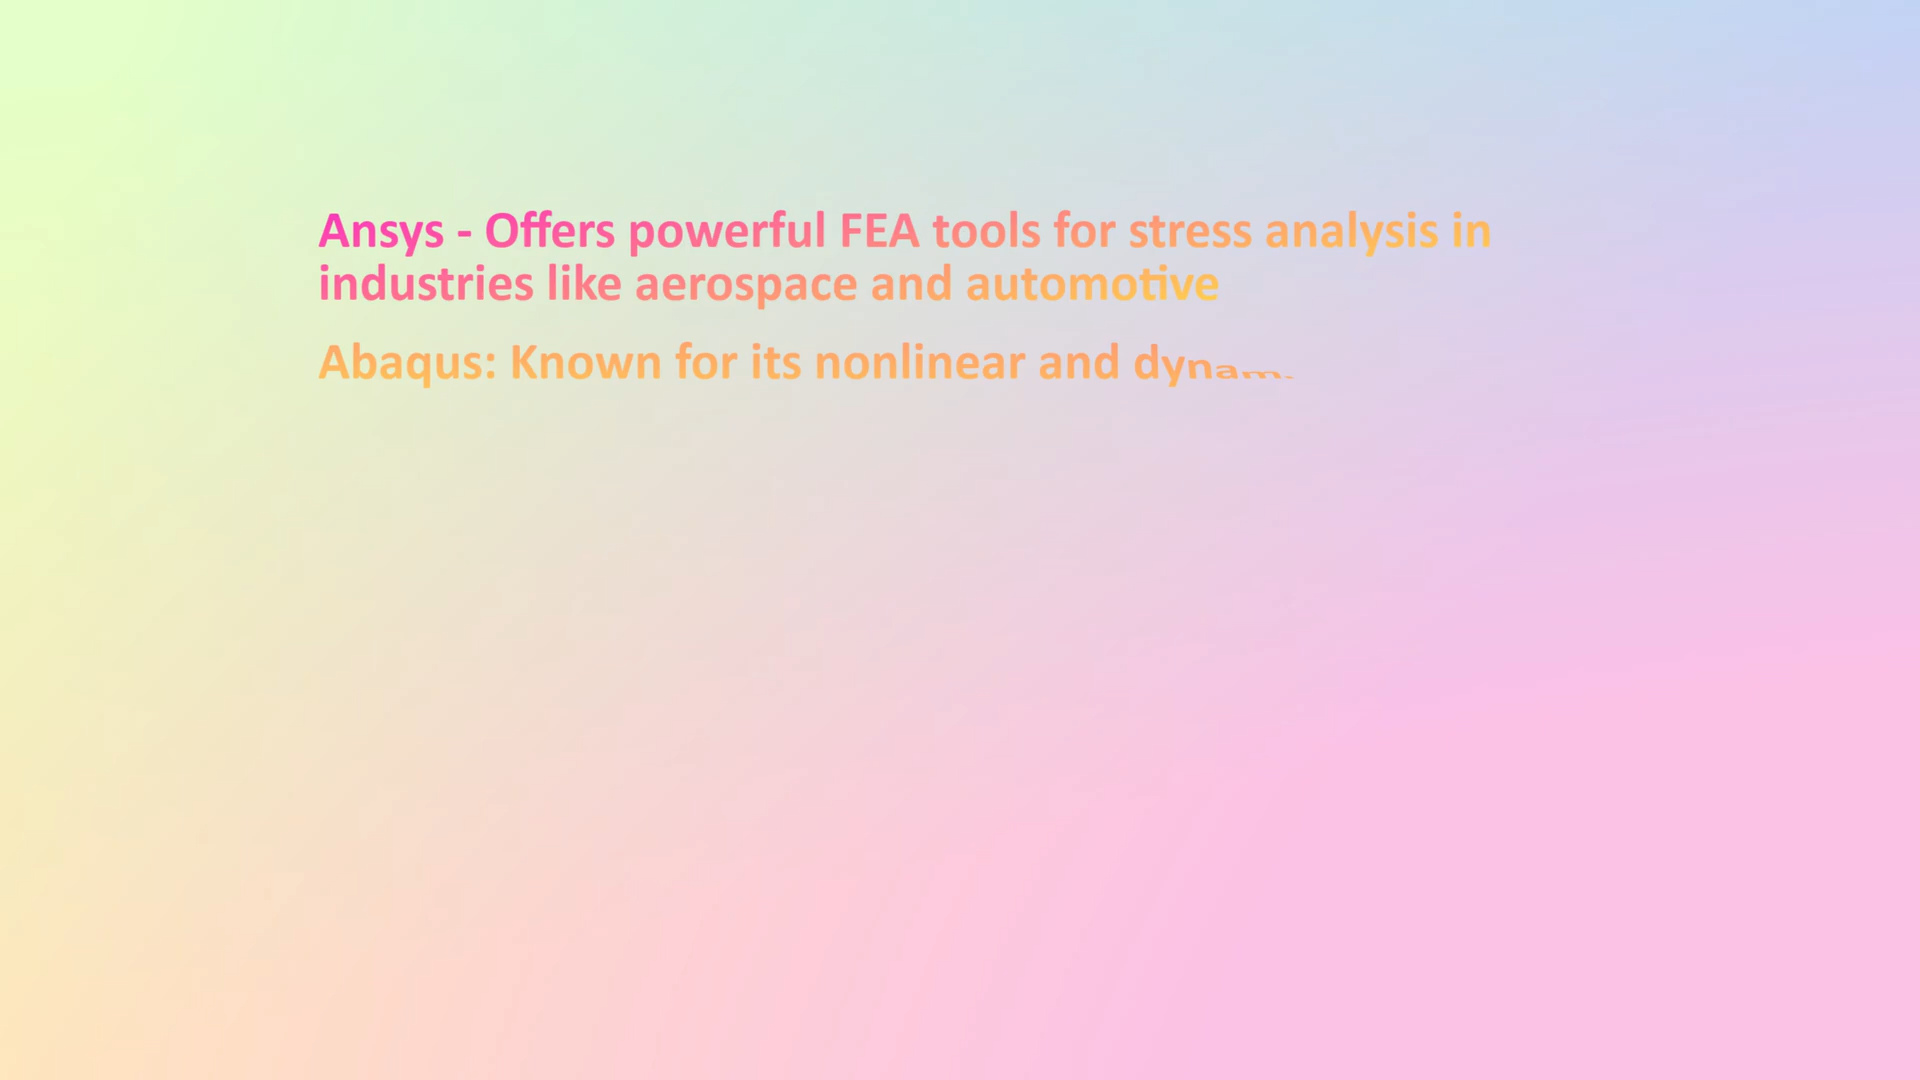 Ansys - Offers powerful FEA tools for stress analysis in
industries like aerospace and automotive
Abaqus: Known for its nonlinear and dynam